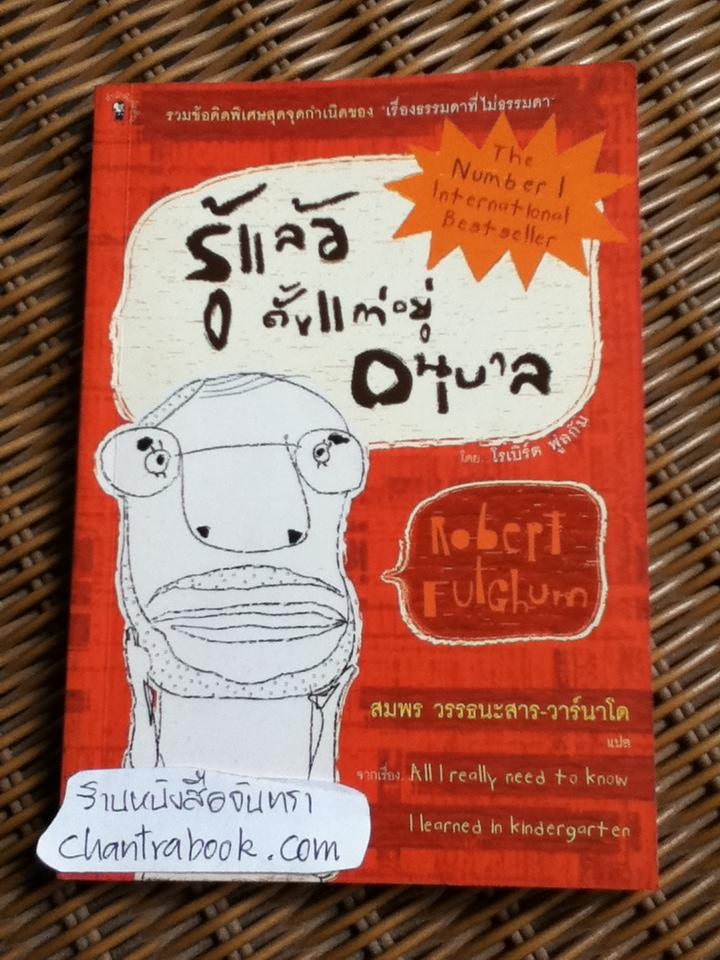 รวมข้อคิดพิเศษสุดจุดกำเนิดของ "เรื่องธรรมดาที่ไม่ธรรมดา"
The
Number 1
International
Bestseller
รู้แล้ว
ตั้งแต่อยู่
อนุบาล
โดย... โรเบิร์ต ฟูลกัม
Robert
Fulghum
สมพร วรรธนะสาร-วาร์นาโด
แปล
จากเรื่อง. All I really need to know
I learned in kindergarten
ร้านหนังสือจันทรา
chantrabook.com